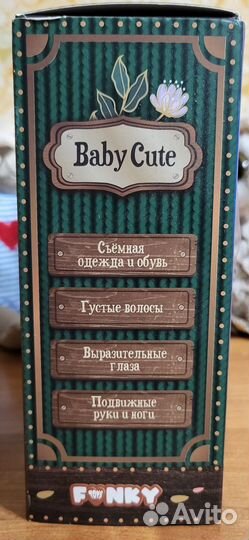 Baby Cute
Съёмная
одежда и обувь
Густые волосы
Выразительные
глаза
Подвижные
руки и ноги
FUNKY
Avito